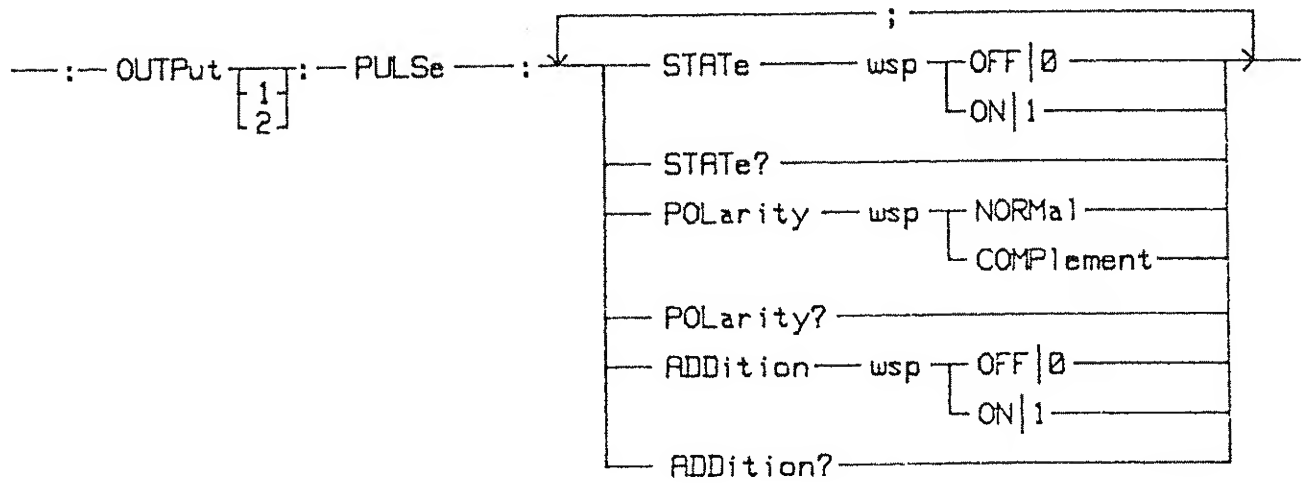 ;
: OUTPut : PULSe : STATe wsp OFF|0
1 ON|1
2
STATe?
POLarity wsp NORMal
COMPlement
POLarity?
ADDition wsp OFF|0
ON|1
ADDition?